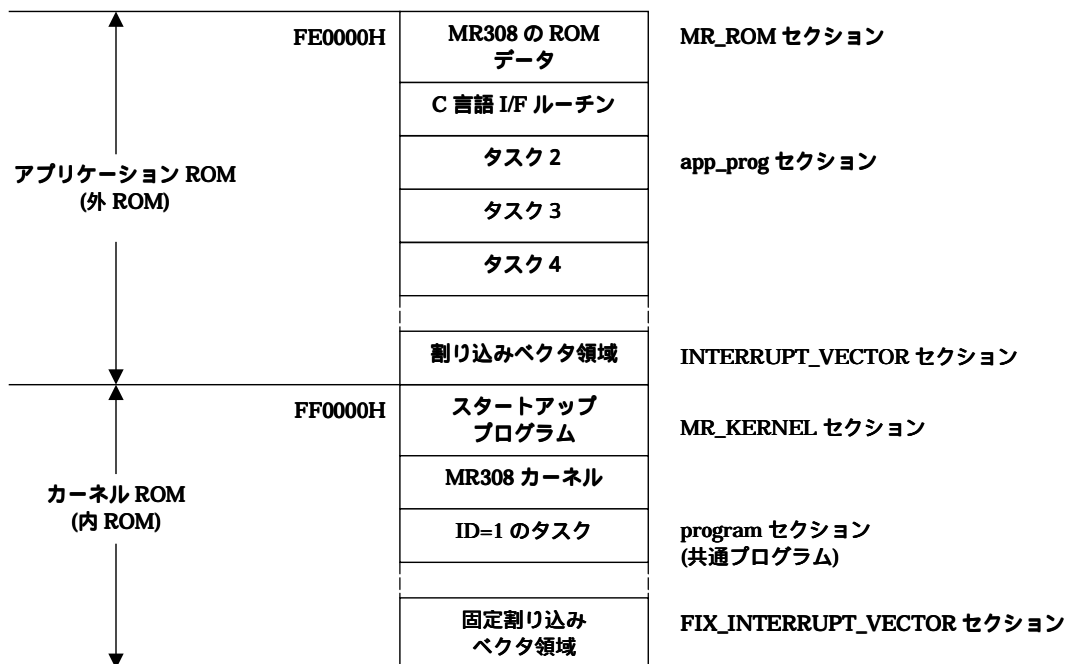 FE0000H
MR308 の ROM
データ
MR_ROM セクション
C 言語 I/F ルーチン
タスク 2
app_prog セクション
アプリケーション ROM
(外 ROM)
タスク 3
タスク 4
割り込みベクタ領域
INTERRUPT_VECTOR セクション
FF0000H
スタートアップ
プログラム
MR_KERNEL セクション
MR308 カーネル
カーネル ROM
(内 ROM)
ID=1 のタスク
program セクション
(共通プログラム)
固定割り込み
ベクタ領域
FIX_INTERRUPT_VECTOR セクション